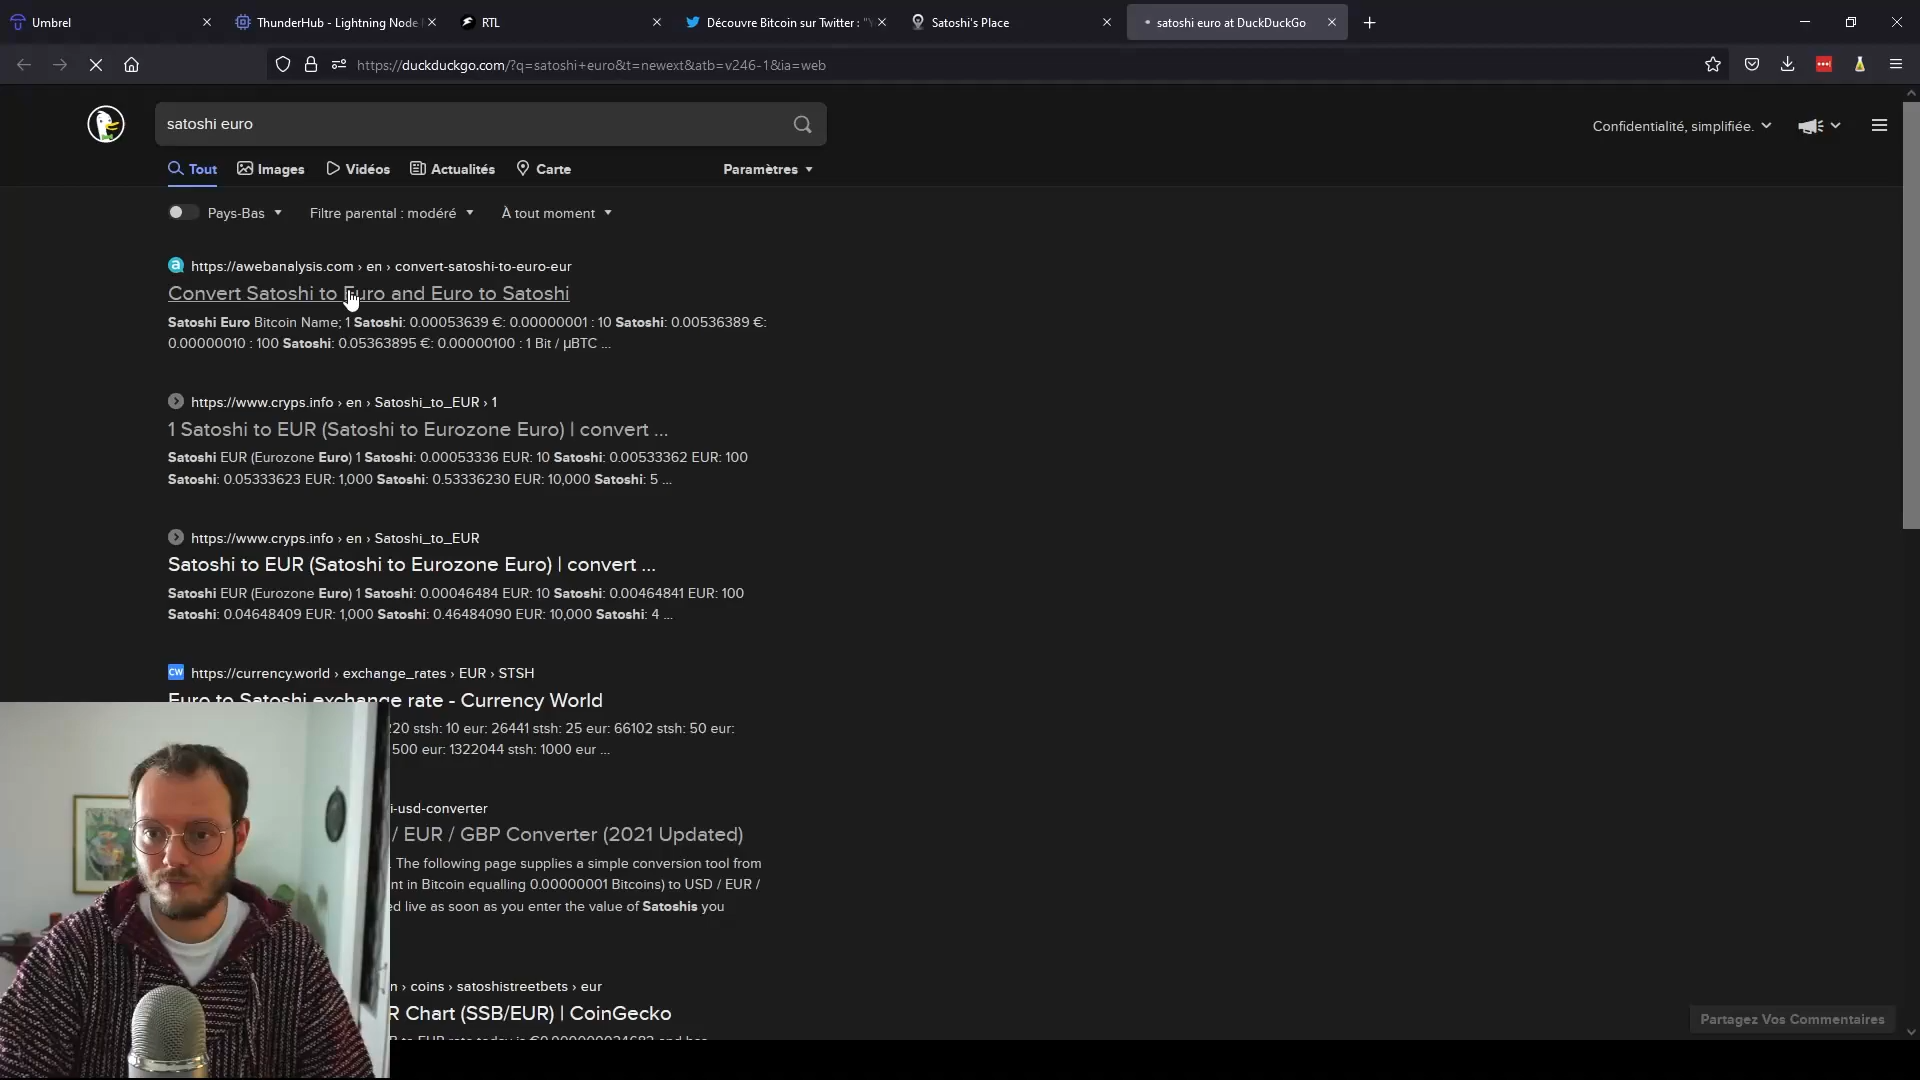 Umbrel
ThunderHub - Lightning Node
RTL
Découvre Bitcoin sur Twitter : "Y
Satoshi's Place
satoshi euro at DuckDuckGo
https://duckduckgo.com/?q=satoshi+euro&t=newext&atb=v246-1&ia=web
satoshi euro
Confidentialité, simplifiée.
Tout
Images
Vidéos
Actualités
Carte
Paramètres
Pays-Bas
Filtre parental : modéré
À tout moment
https://awebanalysis.com › en › convert-satoshi-to-euro-eur
Convert Satoshi to Euro and Euro to Satoshi
Satoshi Euro Bitcoin Name; 1 Satoshi: 0.00053639 €: 0.00000001 : 10 Satoshi: 0.00536389 €:
0.00000010 : 100 Satoshi: 0.05363895 €: 0.00000100 : 1 Bit / μBTC ...
https://www.cryps.info › en › Satoshi_to_EUR › 1
1 Satoshi to EUR (Satoshi to Eurozone Euro) | convert ...
Satoshi EUR (Eurozone Euro) 1 Satoshi: 0.00053336 EUR: 10 Satoshi: 0.00533362 EUR: 100
Satoshi: 0.05333623 EUR: 1,000 Satoshi: 0.53336230 EUR: 10,000 Satoshi: 5 ...
https://www.cryps.info › en › Satoshi_to_EUR
Satoshi to EUR (Satoshi to Eurozone Euro) | convert ...
Satoshi EUR (Eurozone Euro) 1 Satoshi: 0.00046484 EUR: 10 Satoshi: 0.00464841 EUR: 100
Satoshi: 0.04648409 EUR: 1,000 Satoshi: 0.46484090 EUR: 10,000 Satoshi: 4 ...
CW
https://currency.world › exchange_rates › EUR › STSH
Euro to Satoshi exchange rate - Currency World
220 stsh: 10 eur: 26441 stsh: 25 eur: 66102 stsh: 50 eur:
500 eur: 1322044 stsh: 1000 eur ...
i-usd-converter
/ EUR / GBP Converter (2021 Updated)
. The following page supplies a simple conversion tool from
nt in Bitcoin equalling 0.00000001 Bitcoins) to USD / EUR /
ed live as soon as you enter the value of Satoshis you
n › coins › satoshistreetbets › eur
R Chart (SSB/EUR) | CoinGecko
Partagez Vos Commentaires